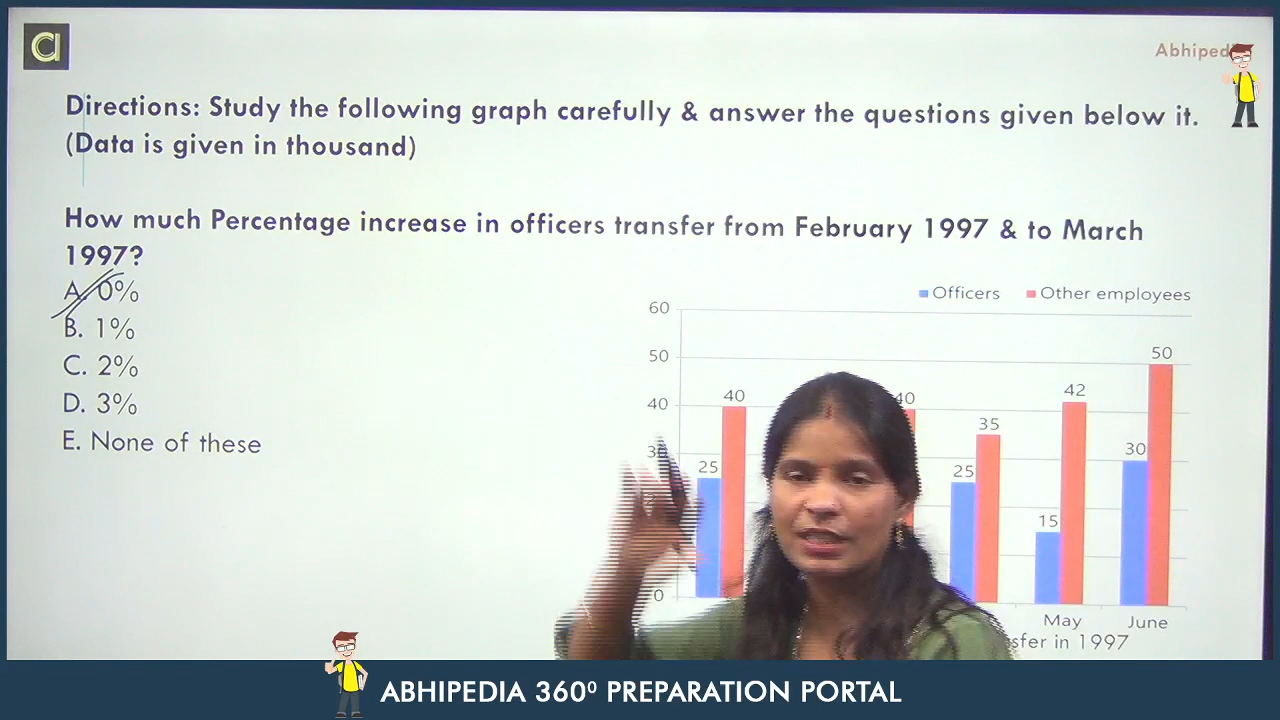 a
Abhiped
Directions: Study the following graph carefully & answer the questions given below it.
(Data is given in thousand)
How much Percentage increase in officers transfer from February 1997 & to March
1997?
A. 0%
B. 1%
C. 2%
D. 3%
E. None of these
Officers Other employees
60
50
40
30
0
25 40 40 25 35 15 42 30 50
May June
sfer in 1997
ABHIPEDIA 360⁰ PREPARATION PORTAL